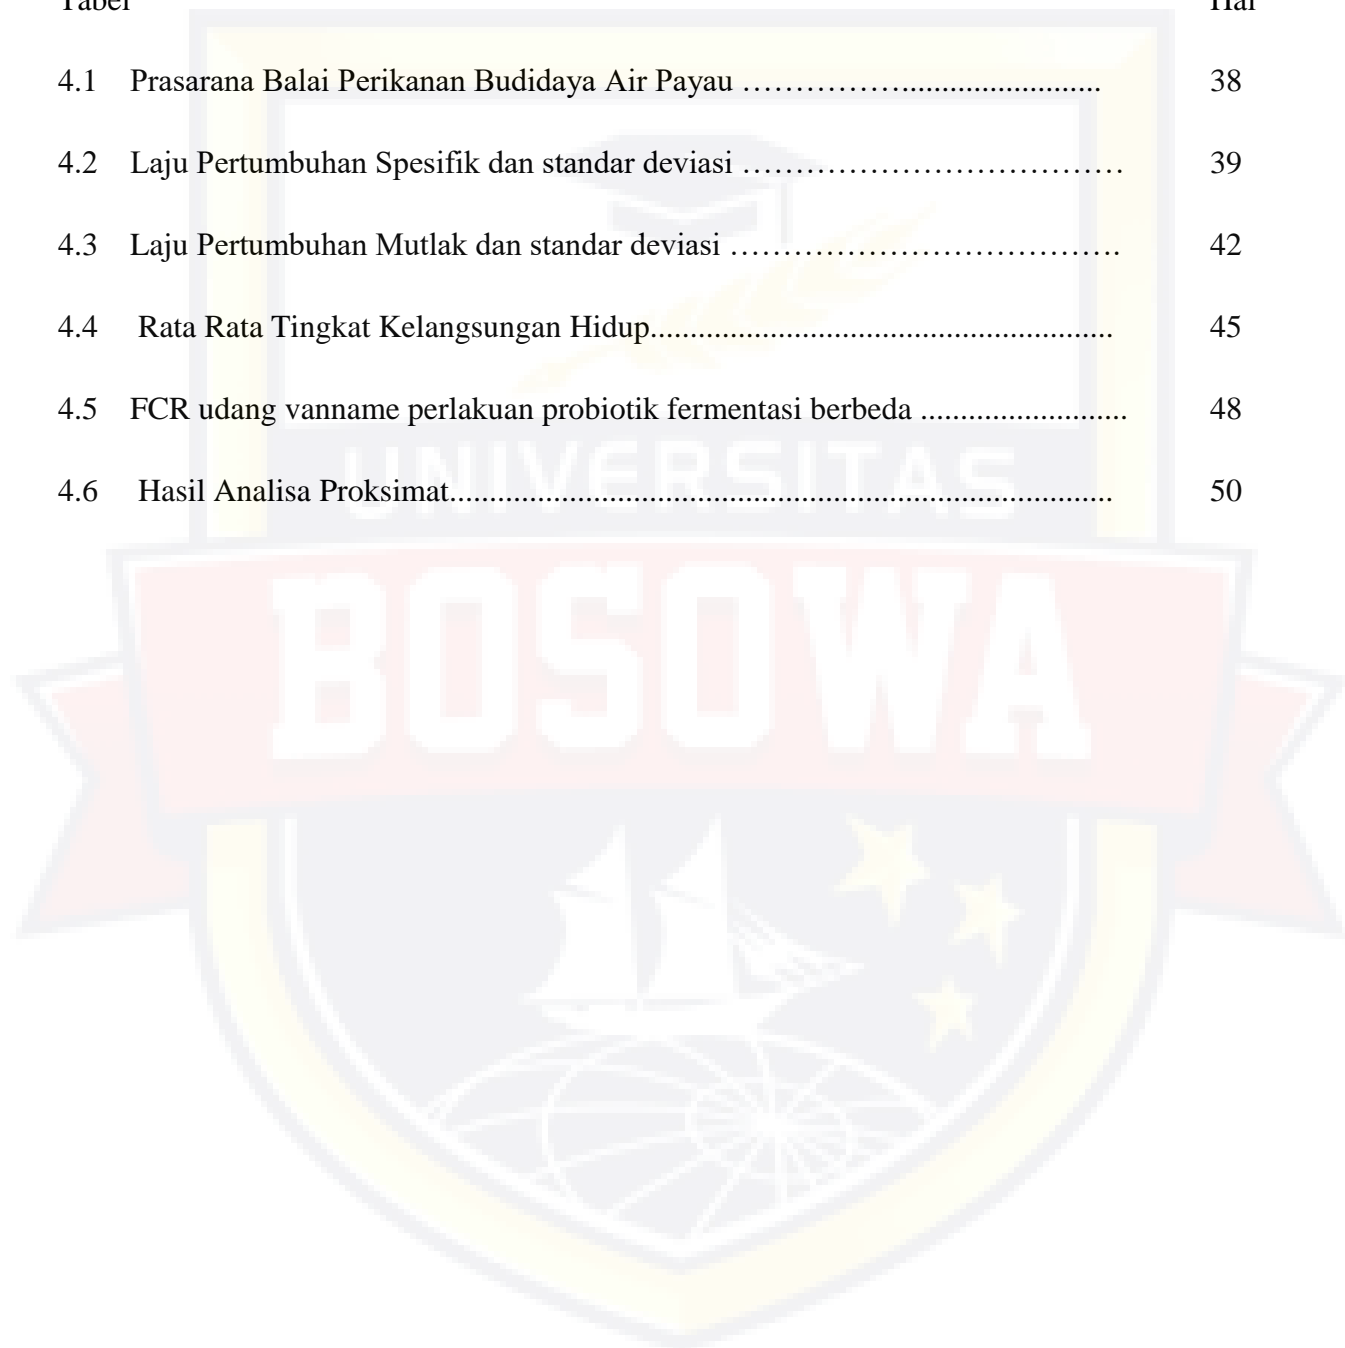 Tabel Hal
4.1 Prasarana Balai Perikanan Budidaya Air Payau ……………......................... 38
4.2 Laju Pertumbuhan Spesifik dan standar deviasi ……………………………… 39
4.3 Laju Pertumbuhan Mutlak dan standar deviasi ………………………………. 42
4.4 Rata Rata Tingkat Kelangsungan Hidup.......................................................... 45
4.5 FCR udang vanname perlakuan probiotik fermentasi berbeda .......................... 48
4.6 Hasil Analisa Proksimat................................................................................... 50
UNIVERSITAS
BOSOWA